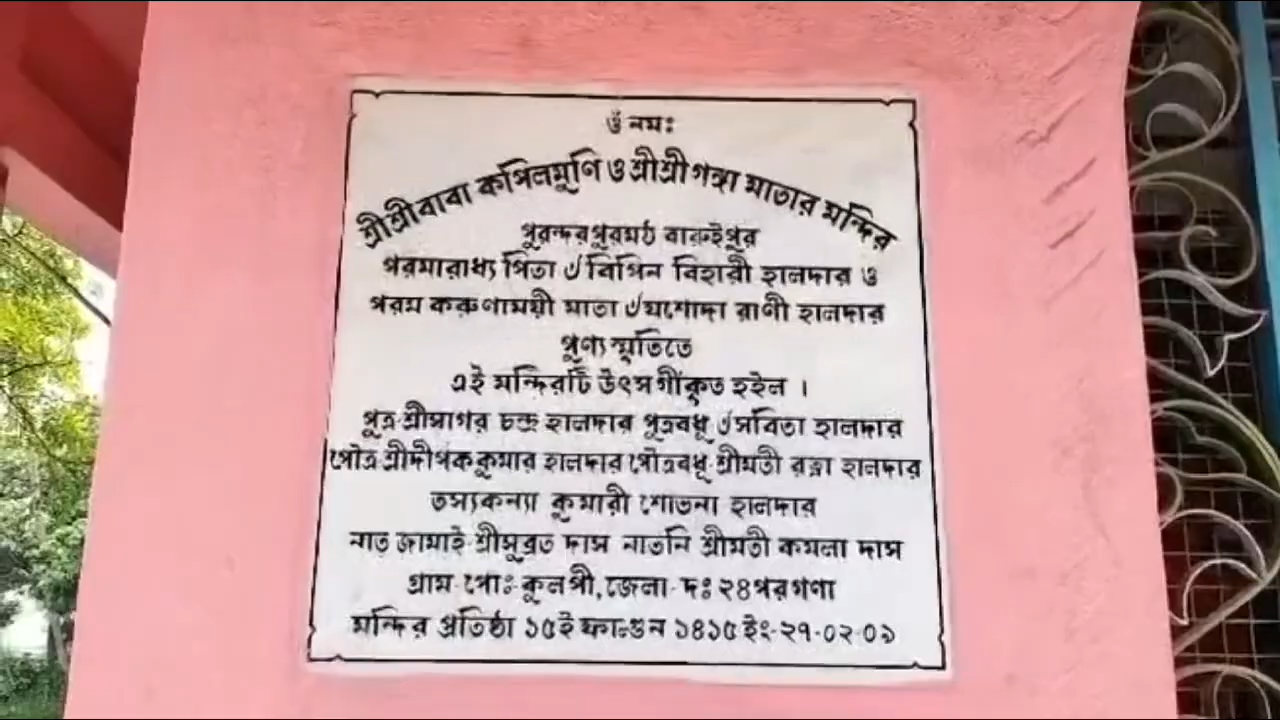 ওঁ নমঃ
শ্রীশ্রীবাবা কপিলমুণি ও শ্রীশ্রীগঙ্গা মাতার মন্দির
পুরন্দরপুরমঠ বারুইপুর
পরমারাধ্য পিতা ঁবিপিন বিহারী হালদার ও
পরম করুণাময়ী মাতা ঁযশোদা রাণী হালদার
পুণ্য স্মৃতিতে
এই মন্দিরটি উৎসর্গীকৃত হইল ।
পুত্র শ্রীসাগর চন্দ্র হালদার পুত্রবধূ ঁসবিতা হালদার
পৌত্র শ্রীদীপককুমার হালদার পৌত্রবধূ শ্রীমতী রত্না হালদার
তস্যকন্যা কুমারী শোভনা হালদার
নাত জামাই শ্রীসুব্রত দাস নাতনি শ্রীমতী কমলা দাস
গ্রাম-পোঃ-কুলপী, জেলা-দঃ ২৪পরগণা
মন্দির প্রতিষ্ঠা ১৫ই ফাল্গুন ১৪১৫ ইং-২৭-০২-০৯